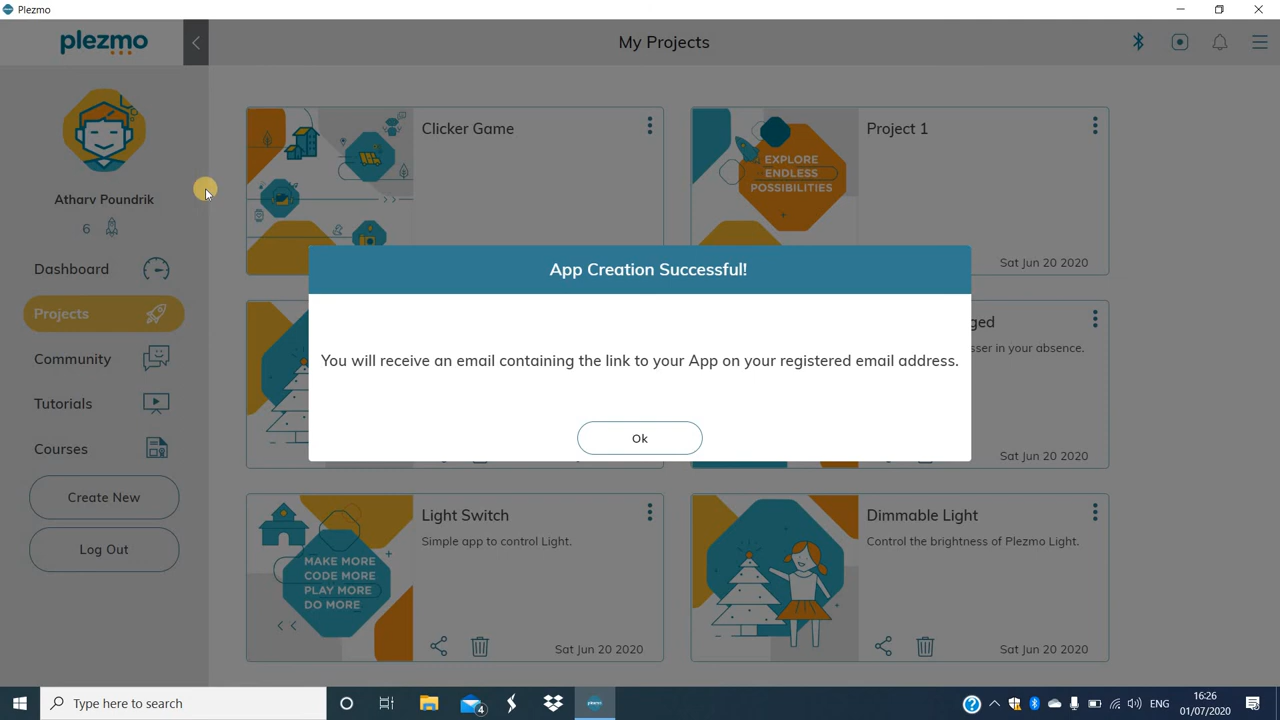 Plezmo
plezmo
My Projects
Atharv Poundrik
6
Dashboard
Projects
Community
Tutorials
Courses
Create New
Log Out
Clicker Game
Project 1
EXPLORE
ENDLESS
POSSIBILITIES
Sat Jun 20 2020
App Creation Successful!
You will receive an email containing the link to your App on your registered email address.
Ok
sser in your absence.
Sat Jun 20 2020
Sat Jun 20 2020
Light Switch
Simple app to control Light.
MAKE MORE
CODE MORE
PLAY MORE
DO MORE
Sat Jun 20 2020
Dimmable Light
Control the brightness of Plezmo Light.
Sat Jun 20 2020
Type here to search
4
ENG
16:26
01/07/2020